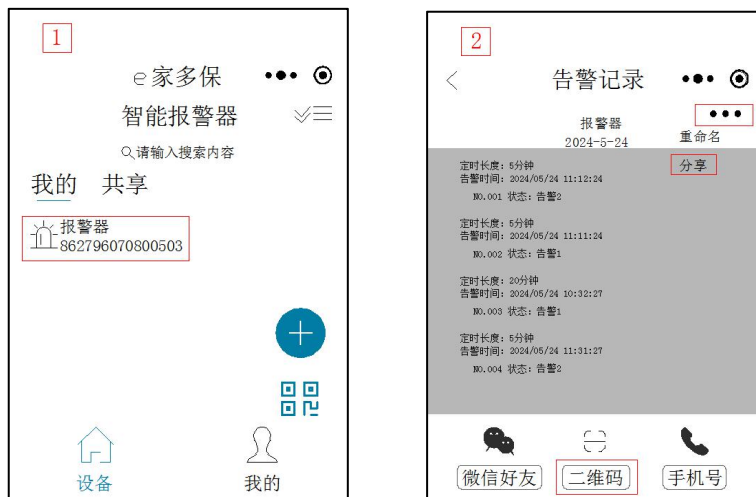 1
e家多保
智能报警器
请输入搜索内容
我的 共享
报警器
862796070800503
设备 我的
2
告警记录
报警器
2024-5-24
重命名
分享
定时长度：5分钟
告警时间：2024/05/24 11:12:24
NO.001 状态：告警2
定时长度：5分钟
告警时间：2024/05/24 11:11:24
NO.002 状态：告警1
定时长度：20分钟
告警时间：2024/05/24 10:32:27
NO.003 状态：告警1
定时长度：5分钟
告警时间：2024/05/24 11:31:27
NO.004 状态：告警2
微信好友 二维码 手机号